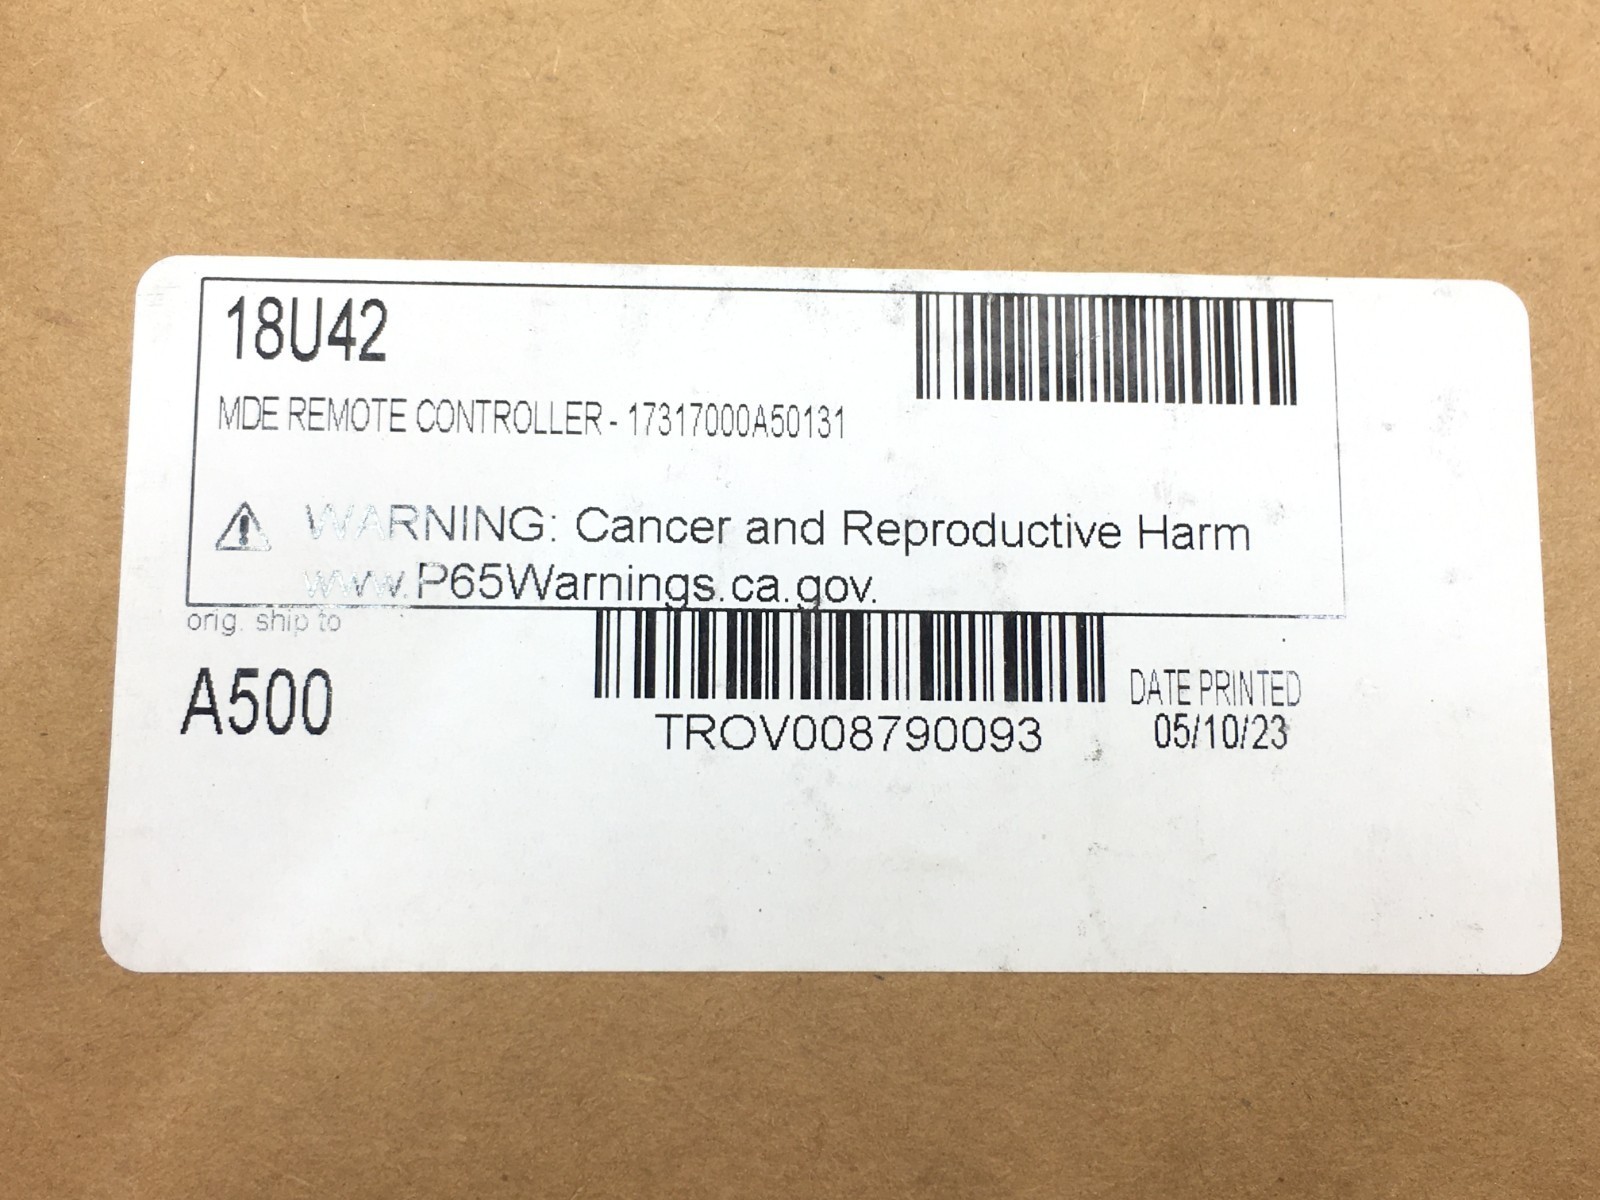 18U42
MDE REMOTE CONTROLLER - 17317000A50131
WARNING: Cancer and Reproductive Harm
www.P65Warnings.ca.gov.
orig. ship to
A500
TROV008790093
DATE PRINTED
05/10/23